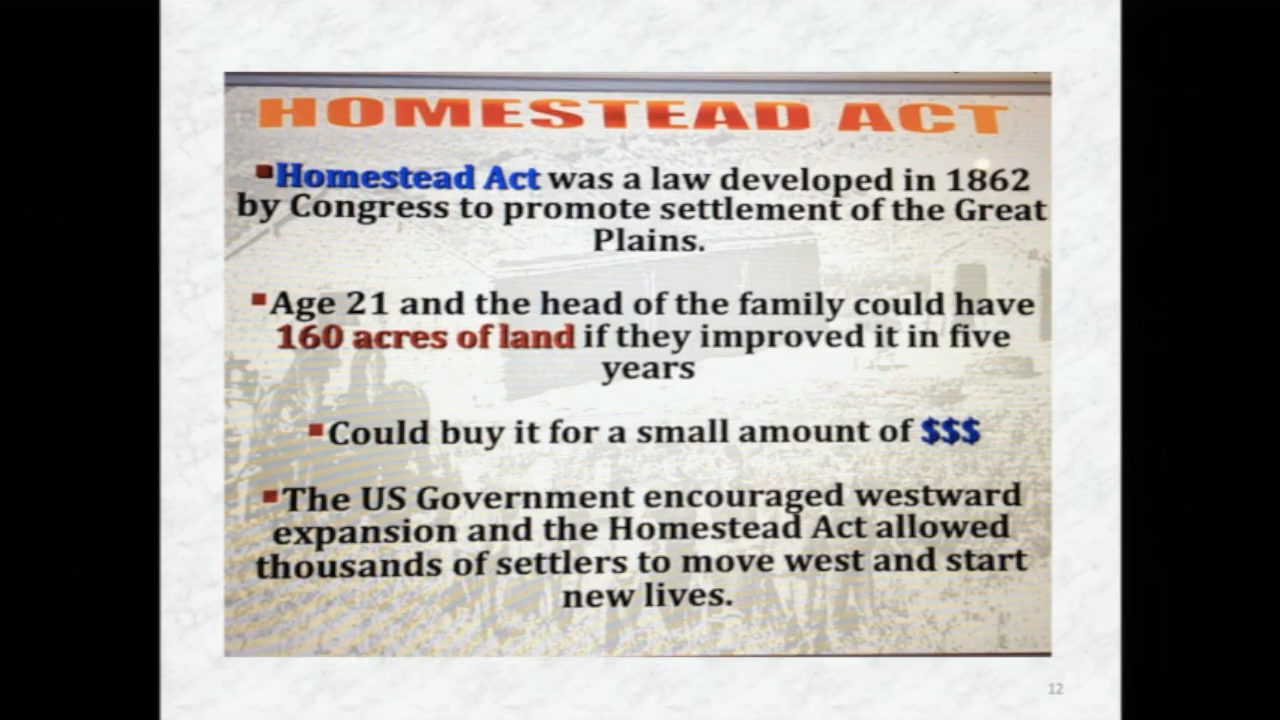 HOMESTEAD ACT
▪Homestead Act was a law developed in 1862
by Congress to promote settlement of the Great
Plains.
▪Age 21 and the head of the family could have
160 acres of land if they improved it in five
years
▪Could buy it for a small amount of $$$
▪The US Government encouraged westward
expansion and the Homestead Act allowed
thousands of settlers to move west and start
new lives.
12